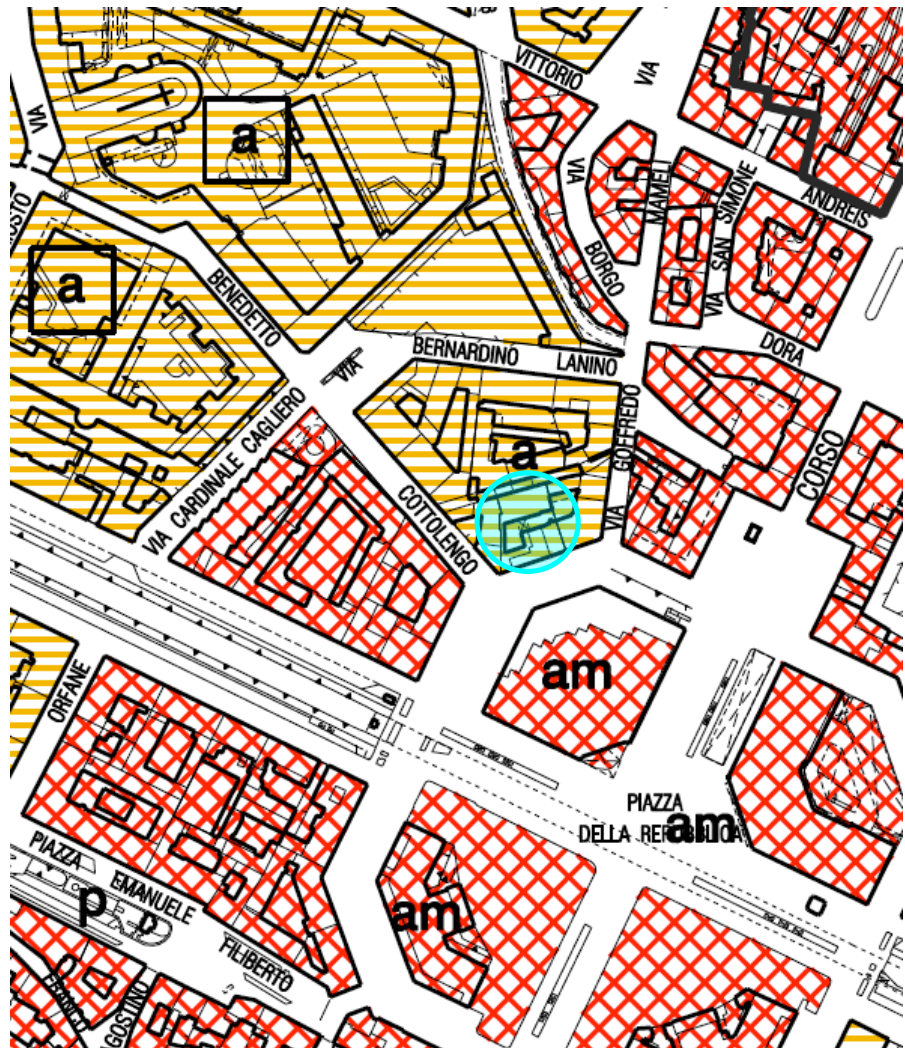 VITTORIO
VIA
VIA
a
VIA
MAMELI
VIA SAN SIMONE
ANDREIS
BORGO
a
BENEDETTO
DORA
BERNARDINO LANINO
VIA
VIA GOFFREDO
CORSO
VIA CARDINALE CAGLIERO
a
COTTOLENGO
ORFANE
am
PIAZZA
DELLA REPUBBLICA
am
PIAZZA
EMANUELE
FILIBERTO
p
am